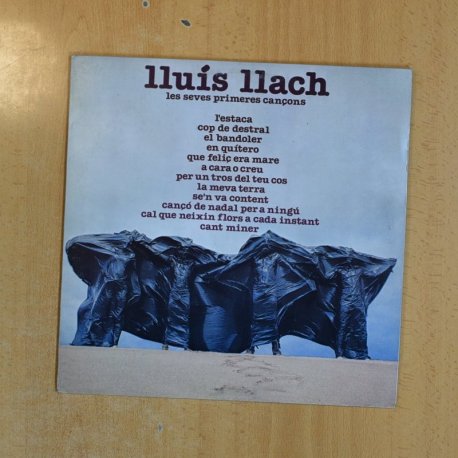 lluís llach
les seves primeres cançons
l'estaca
cop de destral
el bandoler
en quítero
que feliç era mare
a cara o creu
per un tros del teu cos
la meva terra
se'n va content
cançó de nadal per a ningú
cal que neixin flors a cada instant
cant miner